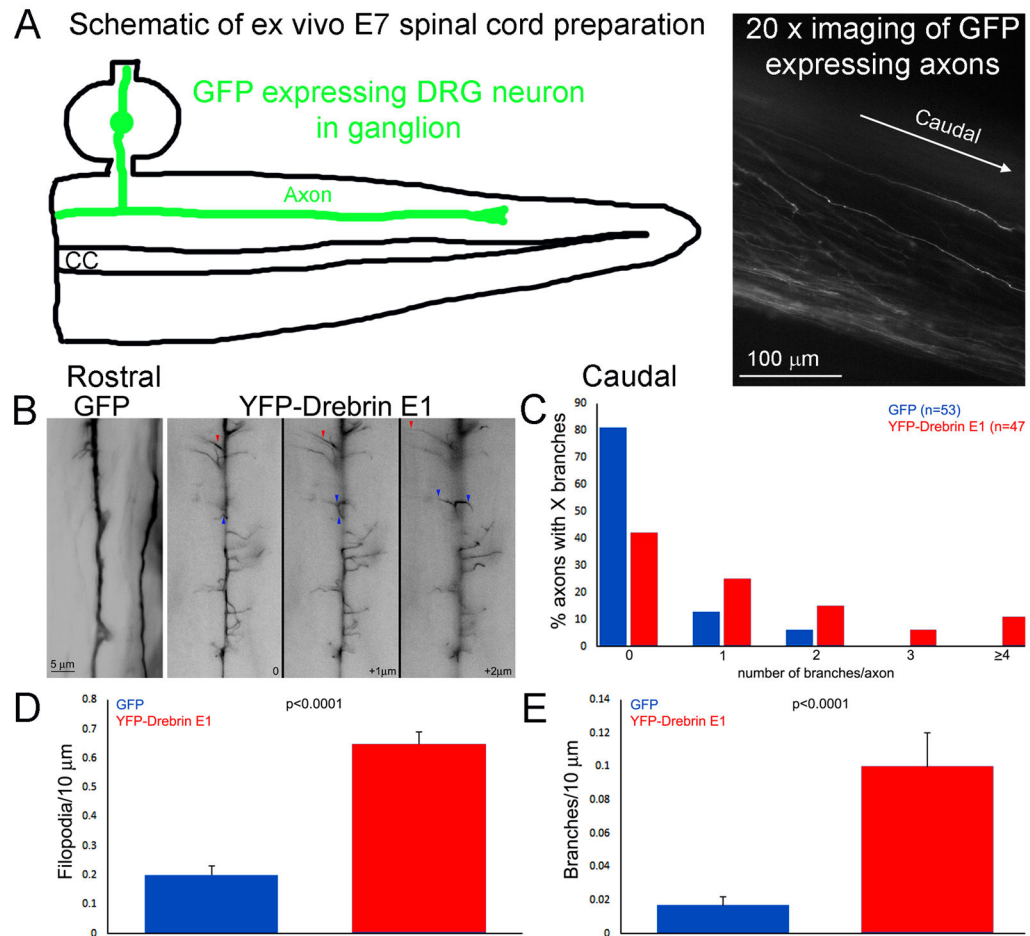 A
Schematic of ex vivo E7 spinal cord preparation
GFP expressing DRG neuron
in ganglion
Axon
CC
Rostral
Caudal
20 x imaging of GFP
expressing axons
Caudal
100 μm
B
GFP
YFP-Drebrin E1
5 μm
0
+1μm
+2μm
C
GFP (n=53)
YFP-Drebrin E1 (n=47
% axons with X branches
90
80
70
60
50
40
30
20
10
0
0
1
2
3
≥4
number of branches/axon
D
GFP
YFP-Drebrin E1
p<0.0001
Filopodia/10 μm
0.8
0.7
0.6
0.5
0.4
0.3
0.2
0.1
0
E
GFP
YFP-Drebrin E1
p<0.0001
Branches/10 μm
0.14
0.12
0.1
0.08
0.06
0.04
0.02
0